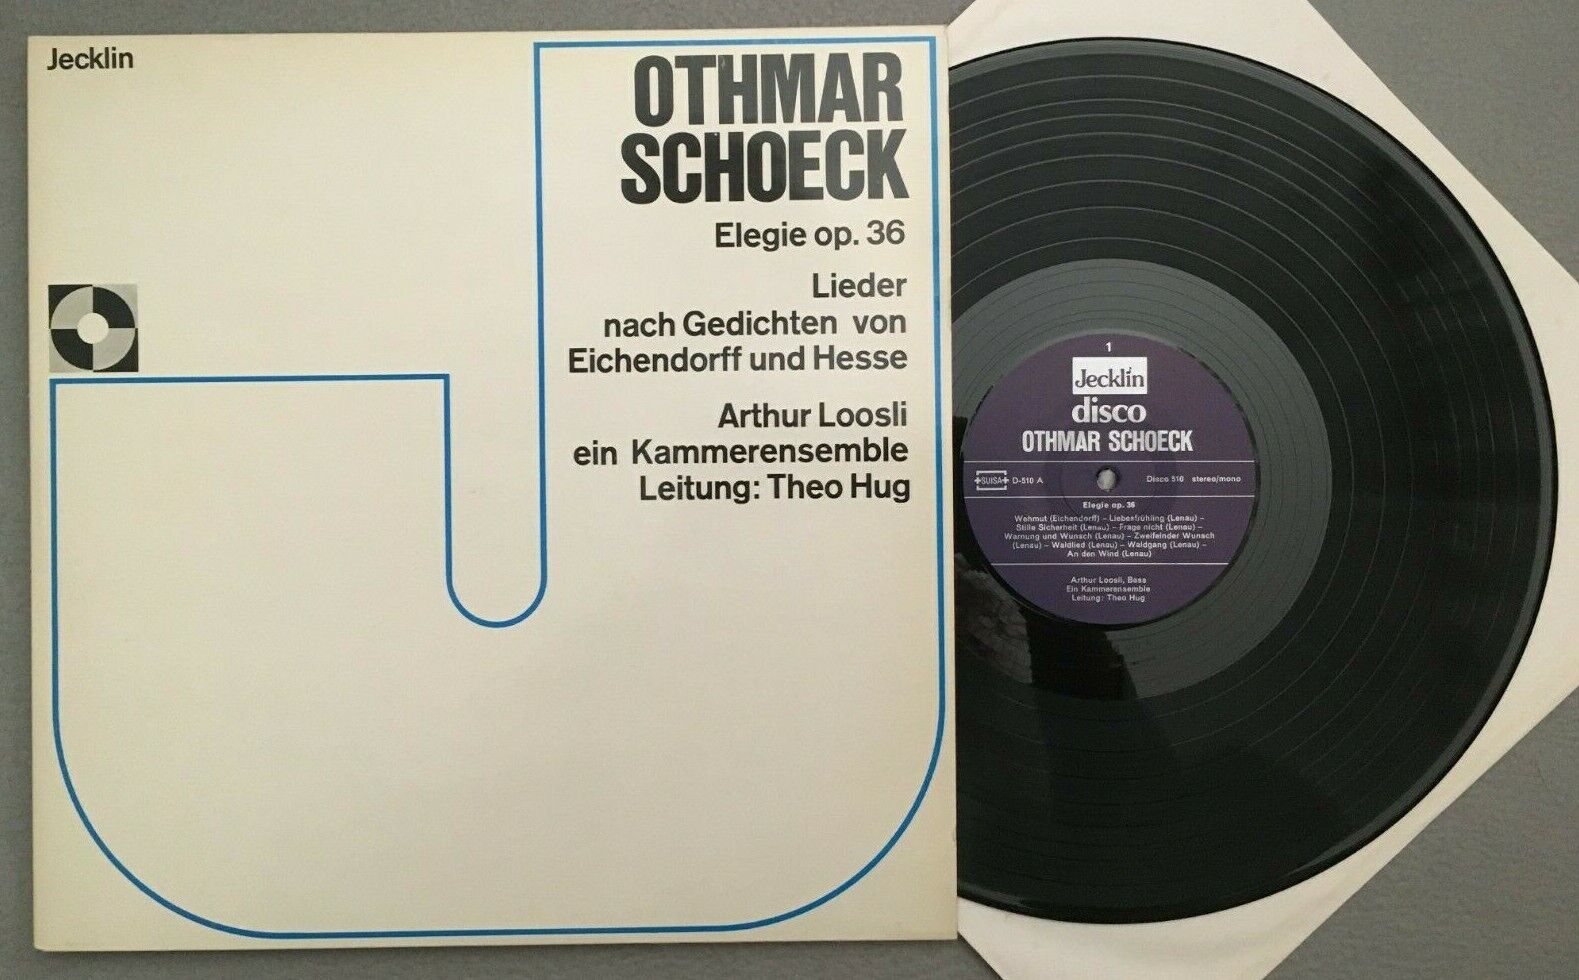 Jecklin
OTHMAR
SCHOECK
Elegie op. 36
Lieder
nach Gedichten von
Eichendorff und Hesse
Arthur Loosli
ein Kammerensemble
Leitung: Theo Hug
1
Jecklin
disco
OTHMAR SCHOECK
+SUISA+ D-510 A
Disco 510 stereo/mono
Elegie op. 36
Wehmut (Eichendorff) – Liebesfrühling (Lenau) –
Stille Sicherheit (Lenau) – Frage nicht (Lenau) –
Warnung und Wunsch (Lenau) – Zweifelnder Wunsch
(Lenau) – Waldlied (Lenau) – Waldgang (Lenau) –
An den Wind (Lenau)
Arthur Loosli, Bass
Ein Kammerensemble
Leitung: Theo Hug